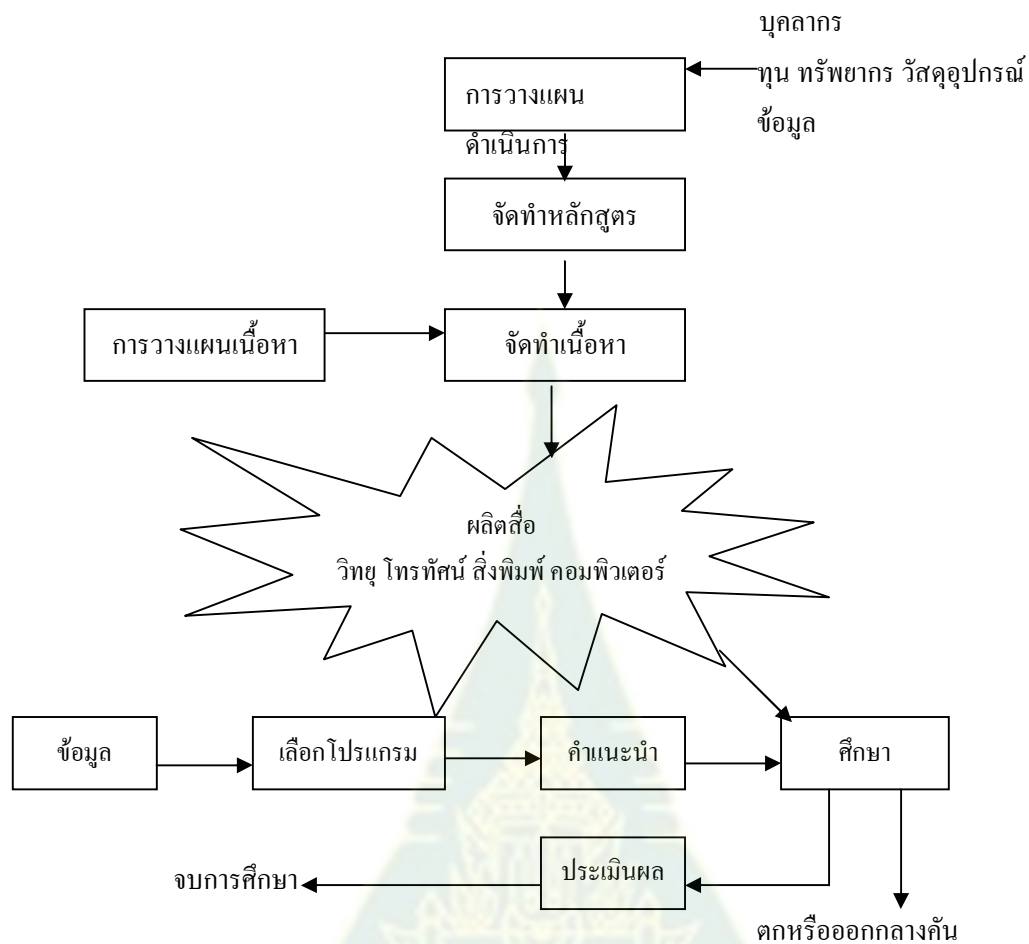 บุคลากร
ทุน ทรัพยากร วัสดุอุปกรณ์
ข้อมูล
การวางแผน
ดำเนินการ
จัดทำหลักสูตร
การวางแผนเนื้อหา
จัดทำเนื้อหา
ผลิตสื่อ
วิทยุ โทรทัศน์ สิ่งพิมพ์ คอมพิวเตอร์
ข้อมูล
เลือกโปรแกรม
คำแนะนำ
ศึกษา
ประเมินผล
จบการศึกษา
ตกหรือออกกลางคัน